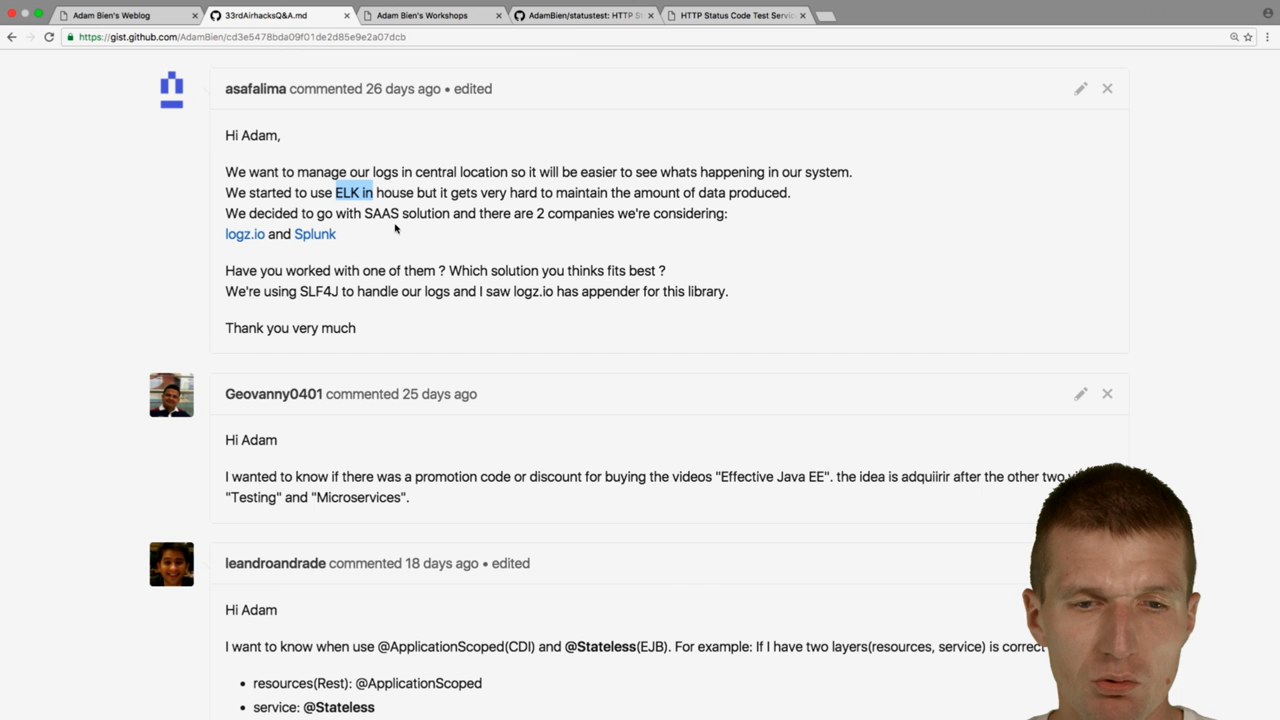 Adam Bien's Weblog
33rdAirhacksQ&A.md
Adam Bien's Workshops
AdamBien/statustest: HTTP S
HTTP Status Code Test Servic
https://gist.github.com/AdamBien/cd3e5478bda09f01de2d85e9e2a07dcb
asafalima commented 26 days ago • edited
Hi Adam,
We want to manage our logs in central location so it will be easier to see whats happening in our system.
We started to use ELK in house but it gets very hard to maintain the amount of data produced.
We decided to go with SAAS solution and there are 2 companies we're considering:
logz.io and Splunk
Have you worked with one of them ? Which solution you thinks fits best ?
We're using SLF4J to handle our logs and I saw logz.io has appender for this library.
Thank you very much
Geovanny0401 commented 25 days ago
Hi Adam
I wanted to know if there was a promotion code or discount for buying the videos "Effective Java EE". the idea is adquiirir after the other two
"Testing" and "Microservices".
leandroandrade commented 18 days ago • edited
Hi Adam
I want to know when use @ApplicationScoped(CDI) and @Stateless(EJB). For example: If I have two layers(resources, service) is correct
• resources(Rest): @ApplicationScoped
• service: @Stateless